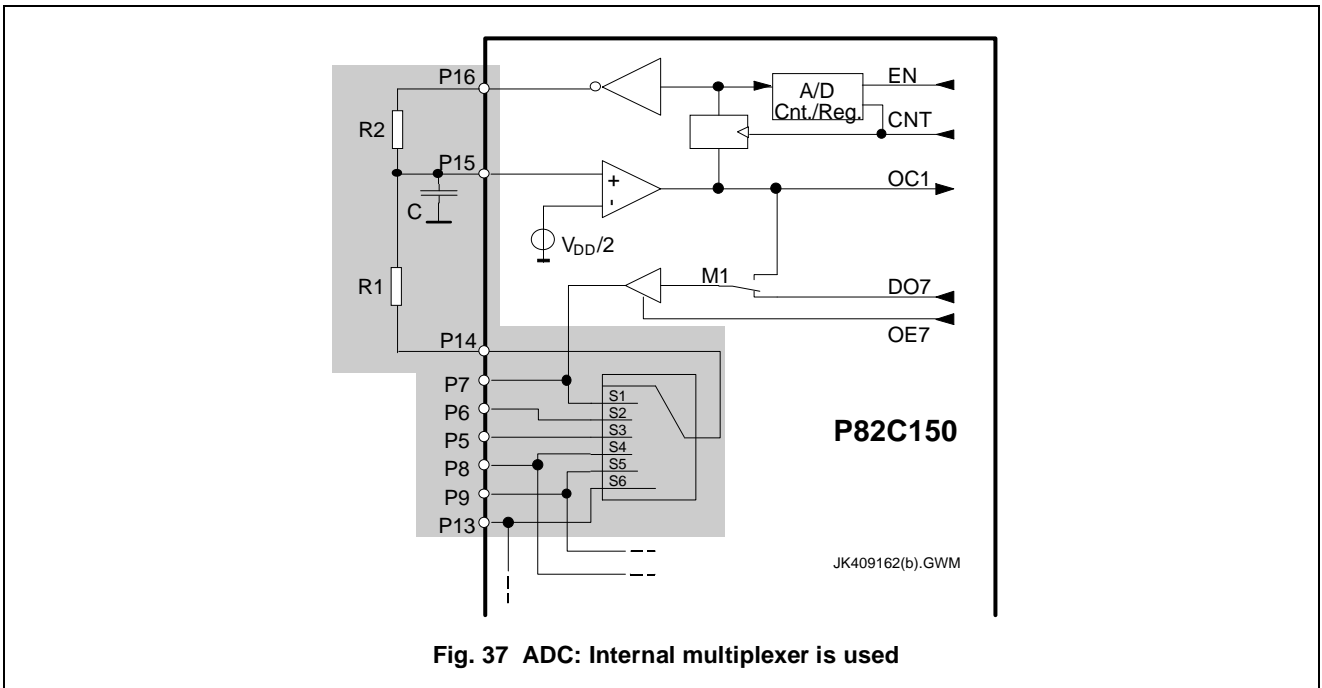 P16
EN
A/D
Cnt./Reg.
R2
CNT
P15
+
OC1
-
C
VDD/2
M1
R1
DO7
OE7
P14
P7
S1
P6
S2
P5
S3
P82C150
S4
P8
S5
P9
S6
P13
JK409162(b).GWM
Fig. 37 ADC: Internal multiplexer is used